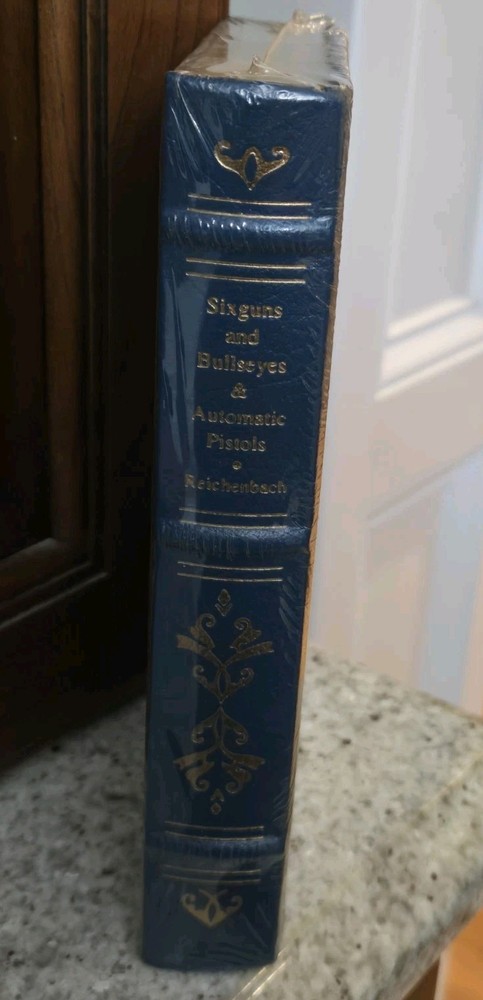 Sixguns
and
Bullseyes
&
Automatic
Pistols
•
Reichenbach